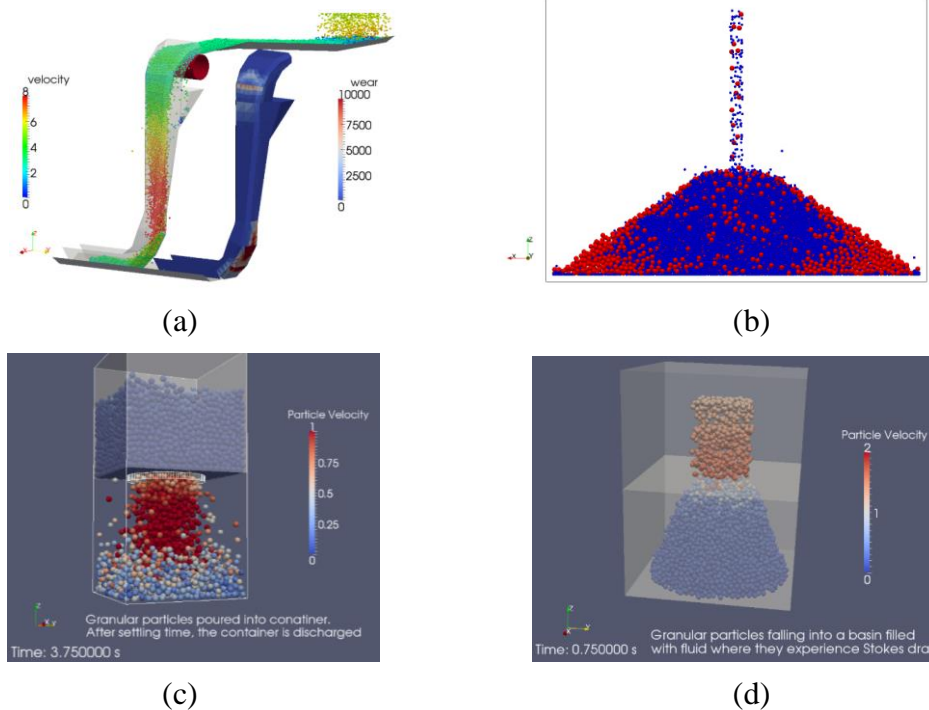 velocity
8
6
4
2
0
wear
10000
7500
5000
2500
0
(a)
(b)
Particle Velocity
1
0.75
0.5
0.25
0
Granular particles poured into conatiner.
After settling time, the container is discharged
Time: 3.750000 s
(c)
Particle Velocity
2
1
0
Granular particles falling into a basin filled
with fluid where they experience Stokes dra
Time: 0.750000 s
(d)